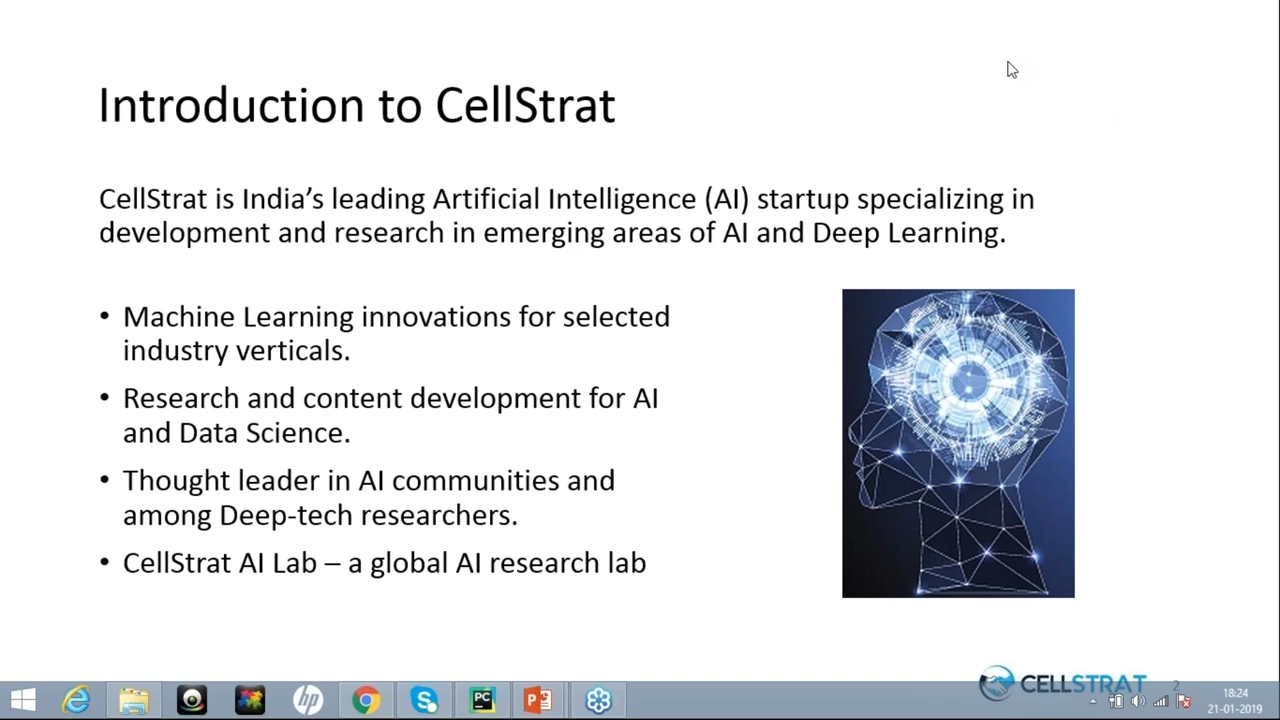 Introduction to CellStrat
CellStrat is India’s leading Artificial Intelligence (AI) startup specializing in
development and research in emerging areas of AI and Deep Learning.
• Machine Learning innovations for selected
industry verticals.
• Research and content development for AI
and Data Science.
• Thought leader in AI communities and
among Deep-tech researchers.
• CellStrat AI Lab – a global AI research lab
CELLSTRAT
2
hp
PC
P
S
18:24
21-01-2019